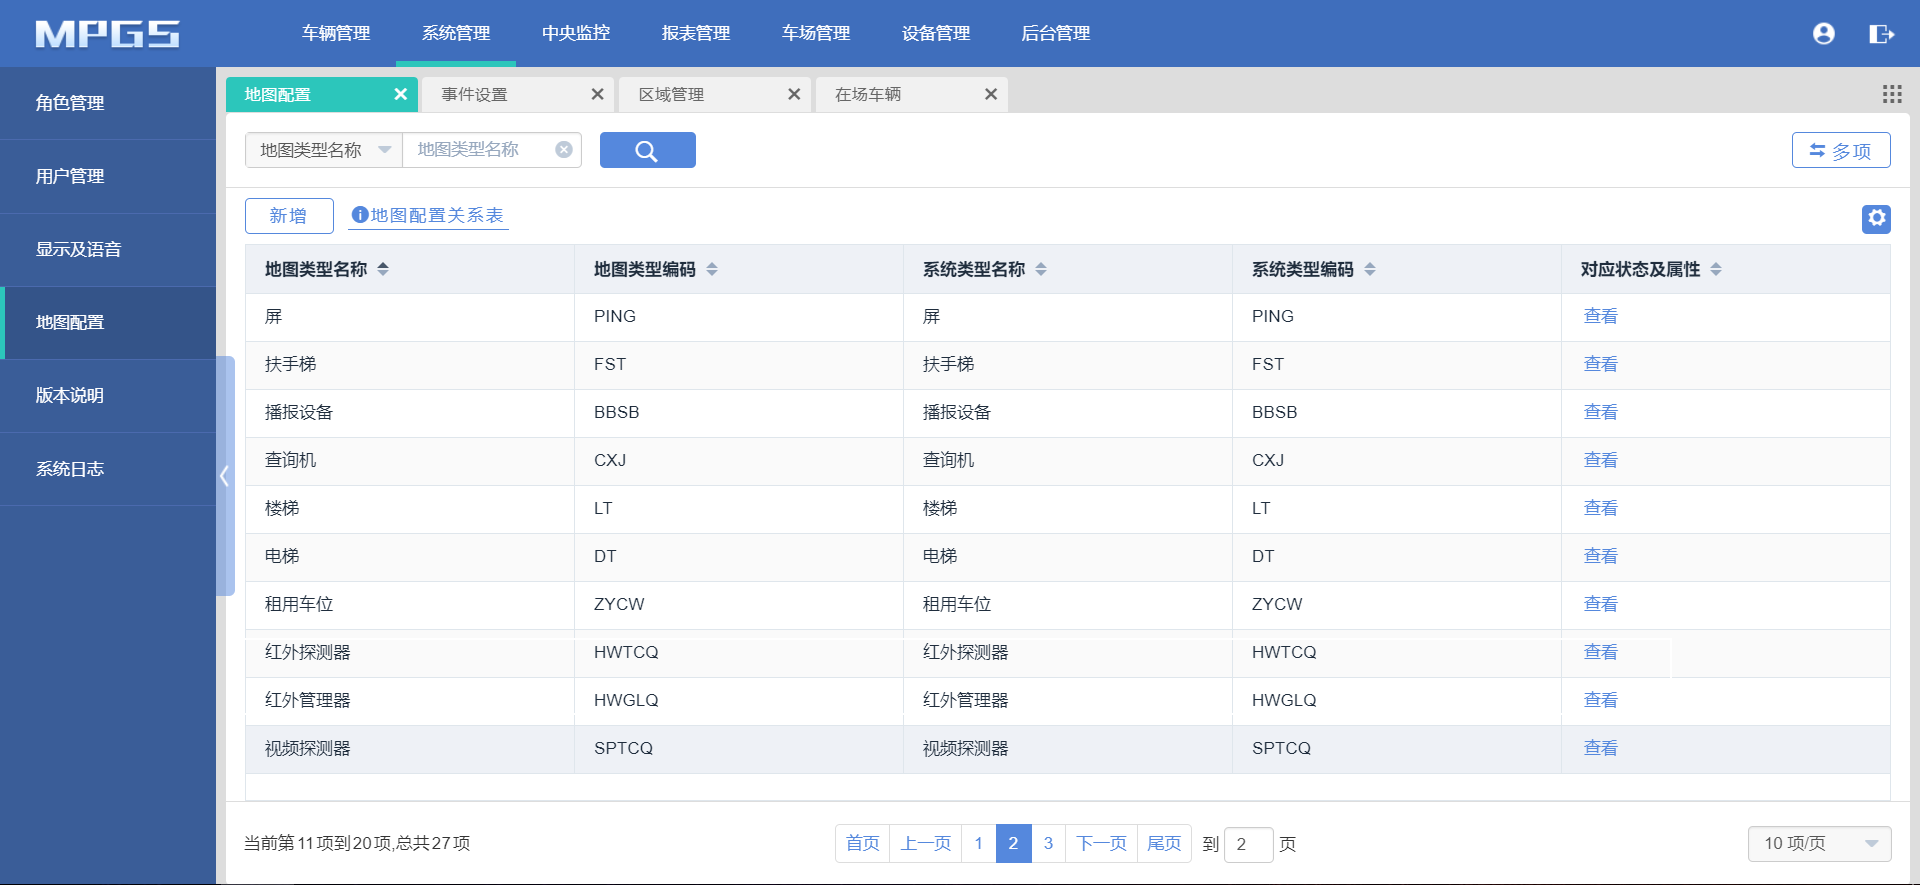 MPGS 车辆管理 系统管理 中央监控 报表管理 车场管理 设备管理 后台管理
角色管理
用户管理
显示及语音
地图配置
版本说明
系统日志
地图配置 事件设置 区域管理 在场车辆
地图类型名称 地图类型名称 多项
新增 地图配置关系表
地图类型名称 地图类型编码 系统类型名称 系统类型编码 对应状态及属性
屏 PING 屏 PING 查看
扶手梯 FST 扶手梯 FST 查看
播报设备 BBSB 播报设备 BBSB 查看
查询机 CXJ 查询机 CXJ 查看
楼梯 LT 楼梯 LT 查看
电梯 DT 电梯 DT 查看
租用车位 ZYCW 租用车位 ZYCW 查看
红外探测器 HWTCQ 红外探测器 HWTCQ 查看
红外管理器 HWGLQ 红外管理器 HWGLQ 查看
视频探测器 SPTCQ 视频探测器 SPTCQ 查看
当前第11项到20项,总共27项 首页 上一页 1 2 3 下一页 尾页 到 2 页 10 项/页